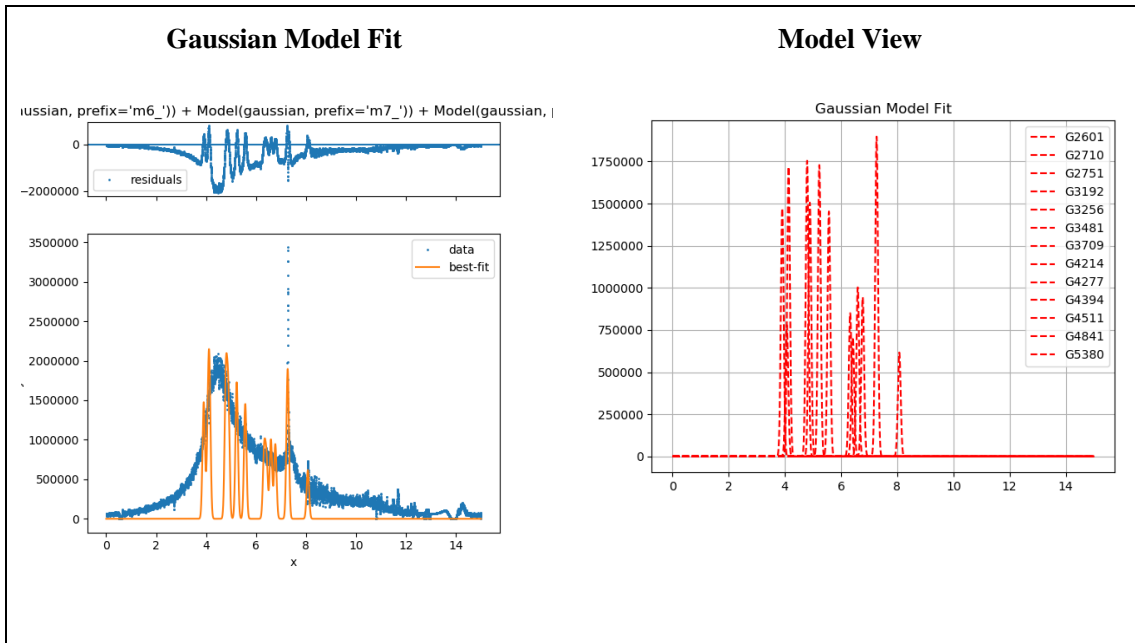 Gaussian Model Fit
Model View
aussian, prefix='m6_')) + Model(gaussian, prefix='m7_')) + Model(gaussian,
0
−2000000
residuals
3500000
3000000
2500000
2000000
1500000
1000000
500000
0
data
best-fit
0 2 4 6 8 10 12 14
x
Gaussian Model Fit
1750000
1500000
1250000
1000000
750000
500000
250000
0
G2601
G2710
G2751
G3192
G3256
G3481
G3709
G4214
G4277
G4394
G4511
G4841
G5380
0 2 4 6 8 10 12 14